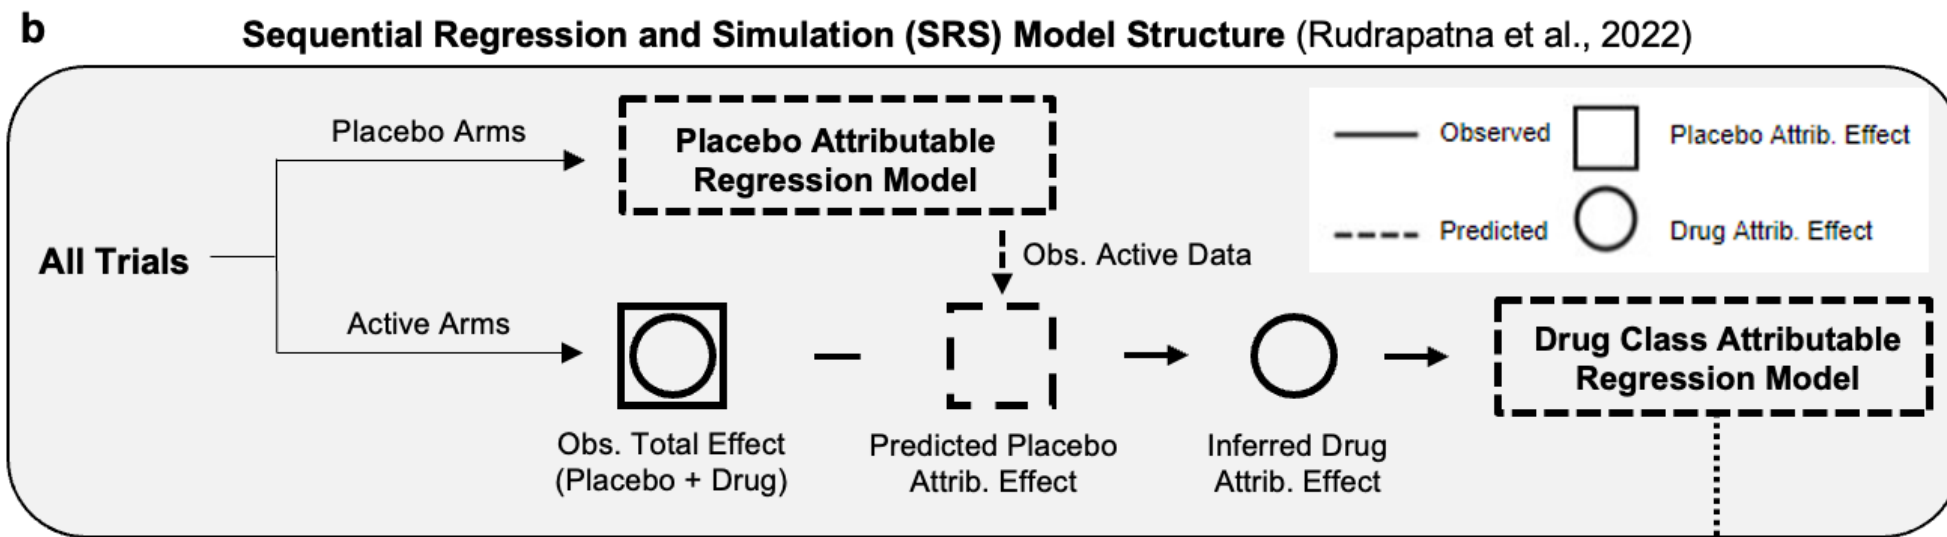 b
Sequential Regression and Simulation (SRS) Model Structure (Rudrapatna et al., 2022)
Placebo Arms
Placebo Attributable
Regression Model
Observed
Placebo Attrib. Effect
Predicted
Drug Attrib. Effect
All Trials
Obs. Active Data
Active Arms
Drug Class Attributable
Regression Model
Obs. Total Effect
(Placebo + Drug)
Predicted Placebo
Attrib. Effect
Inferred Drug
Attrib. Effect